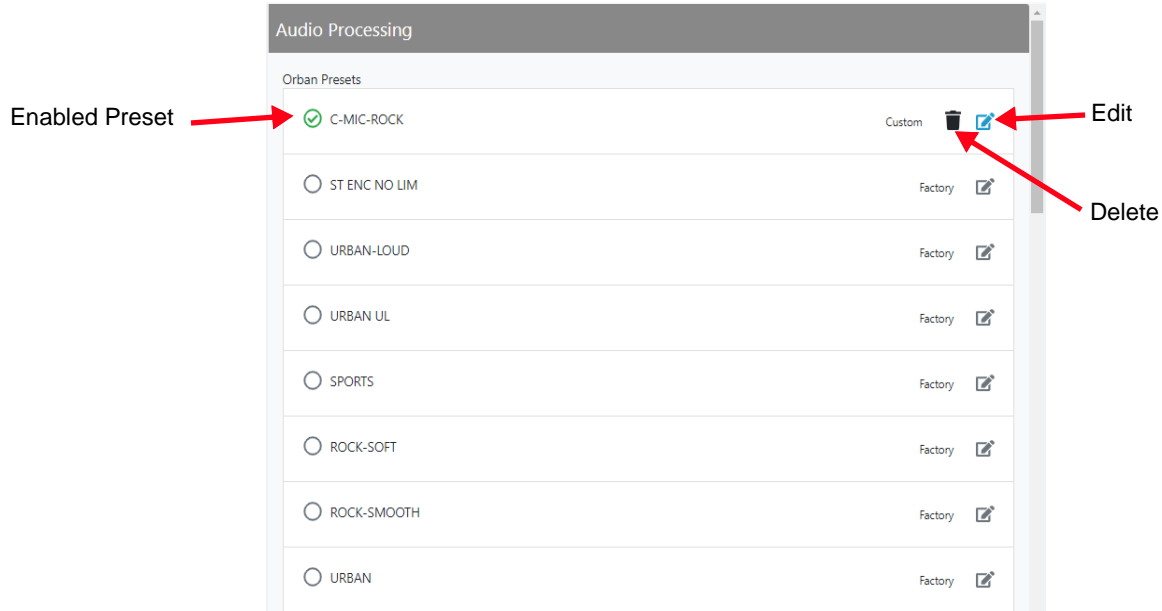 Audio Processing
Orban Presets
Enabled Preset
C-MIC-ROCK
Custom
Edit
ST ENC NO LIM
Factory
Delete
URBAN-LOUD
Factory
URBAN UL
Factory
SPORTS
Factory
ROCK-SOFT
Factory
ROCK-SMOOTH
Factory
URBAN
Factory